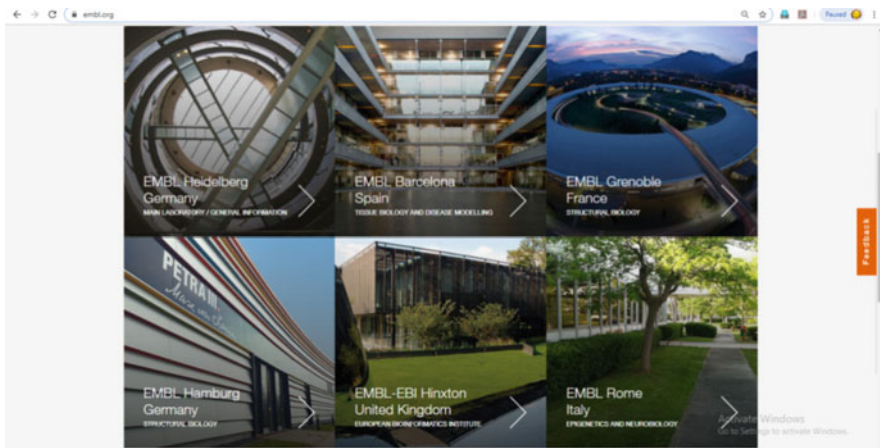 embl.org
Paused
EMBL Heidelberg
Germany
MAIN LABORATORY / GENERAL INFORMATION
EMBL Barcelona
Spain
TISSUE BIOLOGY AND DISEASE MODELLING
EMBL Grenoble
France
STRUCTURAL BIOLOGY
Feedback
PETRA III
EMBL Hamburg
Germany
STRUCTURAL BIOLOGY
EMBL-EBI Hinxton
United Kingdom
EUROPEAN BIOINFORMATICS INSTITUTE
EMBL Rome
Italy
EPIGENETICS AND NEUROBIOLOGY
Activate Windows
Go to Settings to activate Windows.